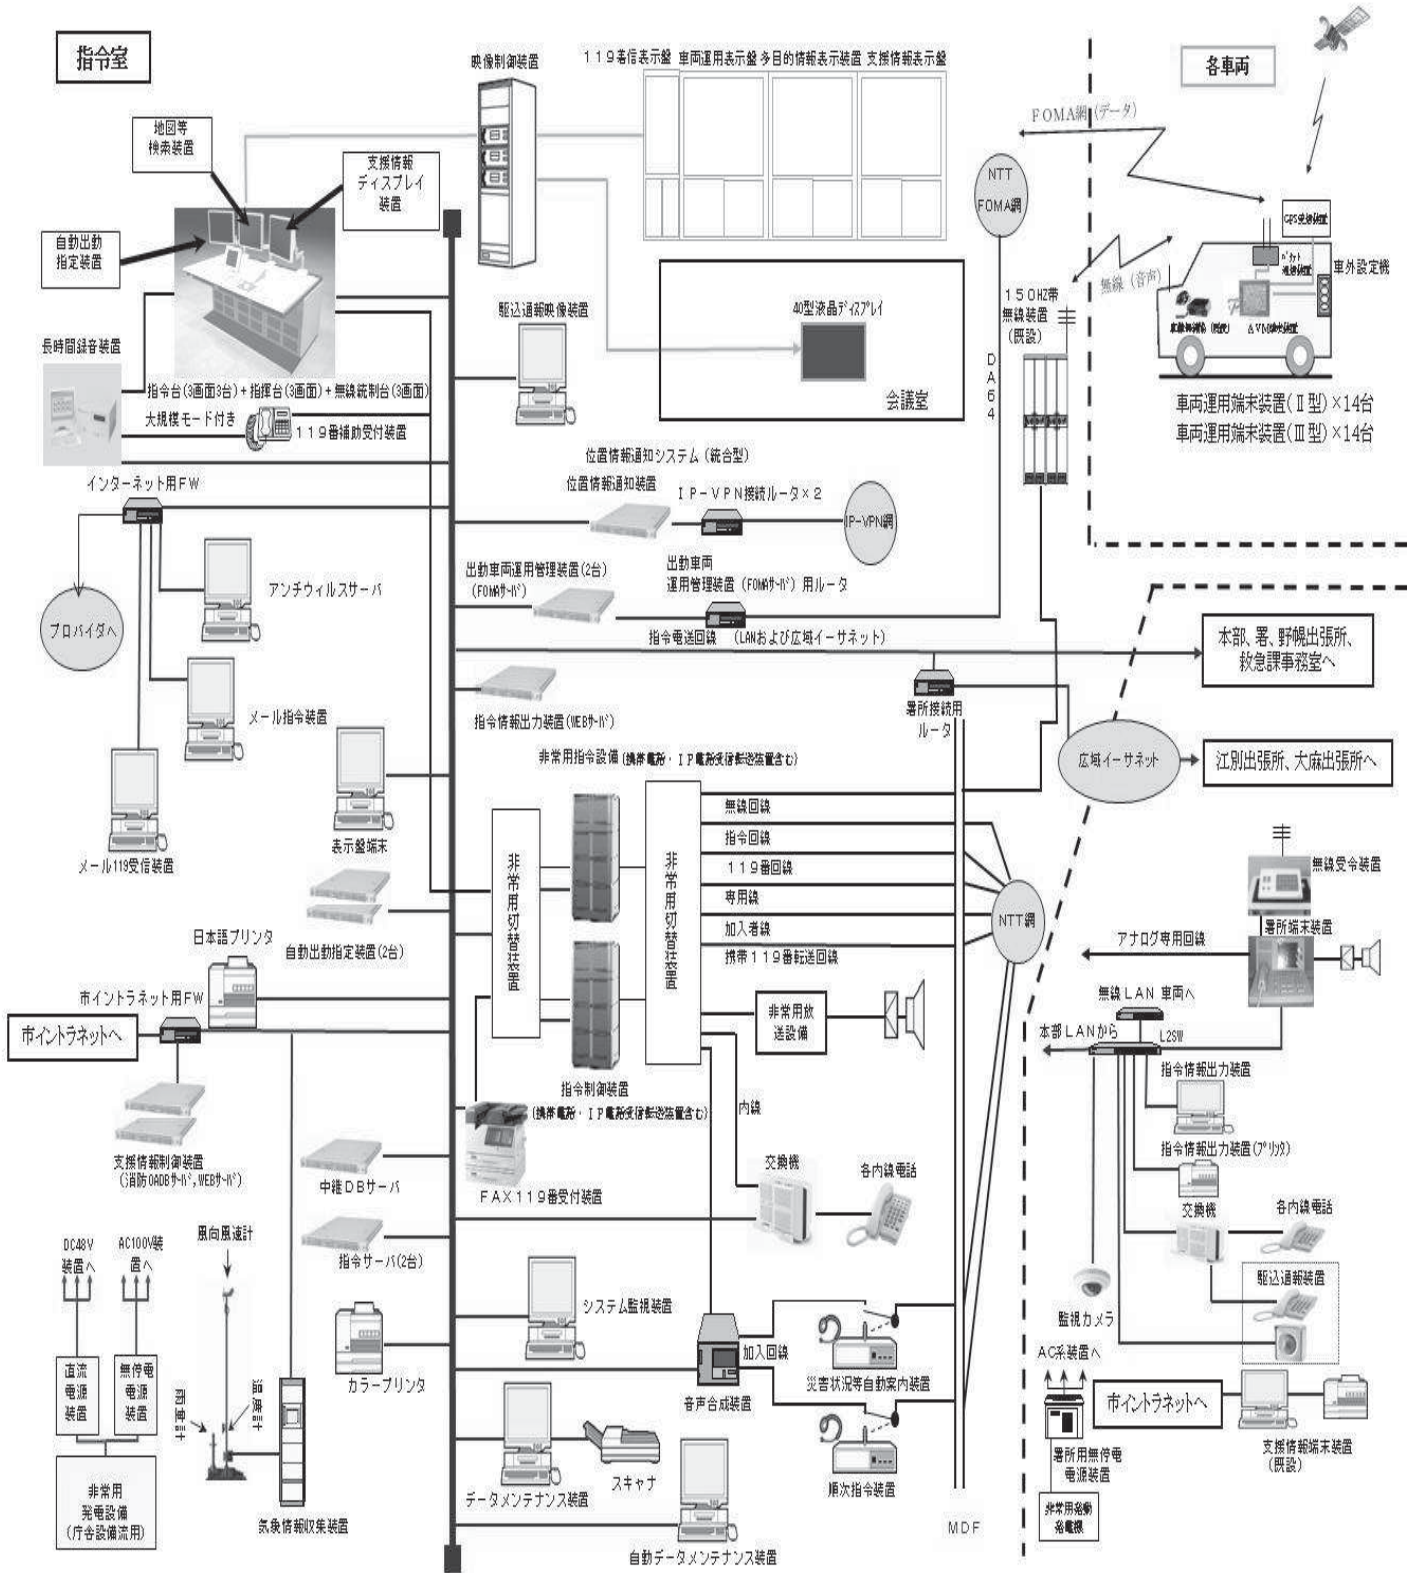 指令室
映像制御装置
119着信表示盤 車両運用表示盤 多目的情報表示装置 支援情報表示盤
各車両
地図等
検索装置
支援情報
ディスプレイ
装置
自動出動
指定装置
FOMA網(データ)
NTT
FOMA網
無線(音声)
車外設定機
150HZ帯
無線装置
(既設)
DA64
駆込通報映像装置
40型液晶ディスプレイ
会議室
長時間録音装置
指令台(3画面3台)+指揮台(3画面)+無線統制台(3画面)
大規模モード付き
119番補助受付装置
車両運用端末装置(Ⅱ型)×14台
車両運用端末装置(Ⅲ型)×14台
位置情報通知システム(統合型)
位置情報通知装置
IP-VPN接続ルータ×2
IP-VPN網
インターネット用FW
アンチウィルスサーバ
プロバイダへ
メール指令装置
メール119受信装置
出動車両運用管理装置(2台)
(FOMAサーバ)
出動車両
運用管理装置(FOMAサーバ)用ルータ
指令電送回線 (LANおよび広域イーサネット)
本部、署、野幌出張所、
救急課事務室へ
指令情報出力装置(WEBサーバ)
署所接続用
ルータ
広域イーサネット
江別出張所、大麻出張所へ
非常用指令設備(携帯電話・IP電話受信転送装置含む)
表示盤端末
自動出動指定装置(2台)
非常用切替装置
非常用切替装置
無線回線
指令回線
119番回線
専用線
加入者線
携帯119番転送回線
NTT網
無線受令装置
署所端末装置
アナログ専用回線
日本語プリンタ
市イントラネット用FW
市イントラネットへ
非常用放
送設備
指令制御装置
(携帯電話・IP電話受信転送装置含む)
内線
無線LAN 車両へ
本部LANから
L2SW
指令情報出力装置
指令情報出力装置(プリンタ)
支援情報制御装置
(消防OADBサーバ,WEBサーバ)
中継DBサーバ
FAX119番受付装置
交換機
各内線電話
交換機
各内線電話
駆込通報装置
監視カメラ
指令サーバ(2台)
DC48V
装置へ
AC100V装
置へ
風向風速計
システム監視装置
カラープリンタ
直流
電源
装置
無停電
電源
装置
雨量計
温度計
非常用
発電設備
(庁舎設備流用)
気象情報収集装置
加入回線
音声合成装置
災害状況等自動案内装置
順次指令装置
データメンテナンス装置
スキャナ
自動データメンテナンス装置
MDF
AC系装置へ
市イントラネットへ
署所用無停電
電源装置
支援情報端末装置
(既設)
非常用発動
発電機